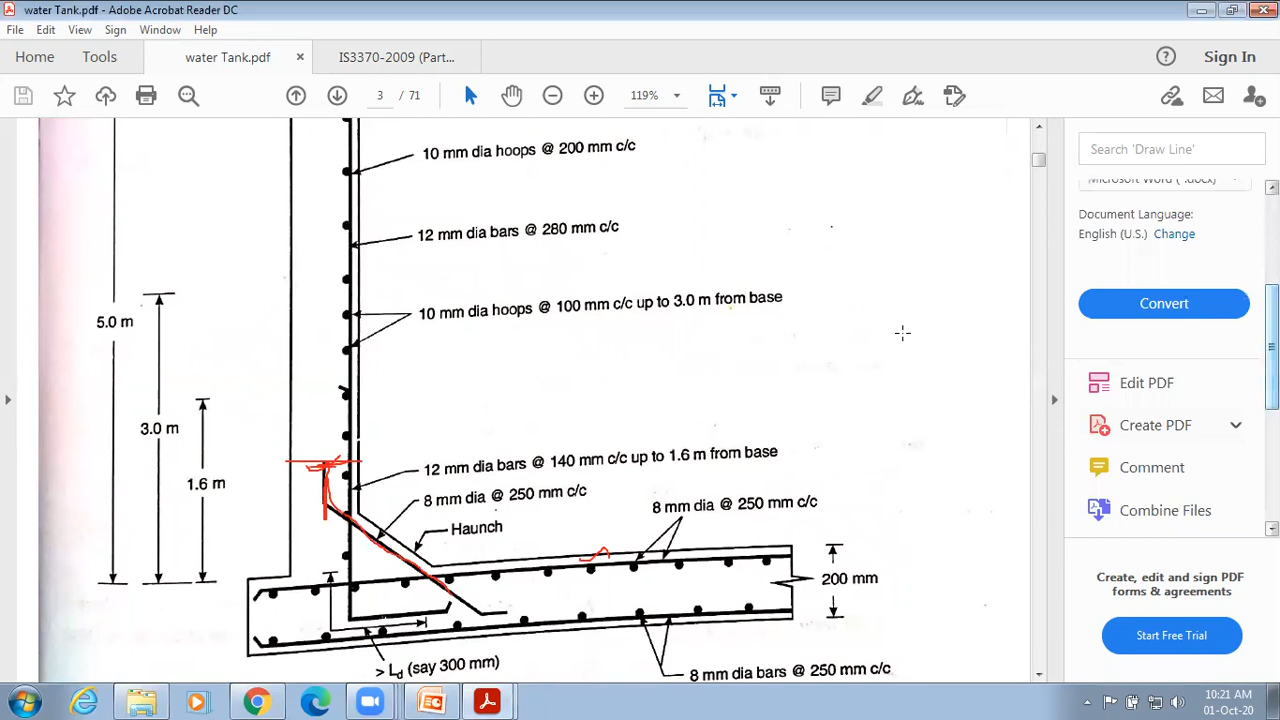 water Tank.pdf - Adobe Acrobat Reader DC
File Edit View Sign Window Help
Home Tools water Tank.pdf × IS3370-2009 (Part... Sign In
3 / 71 119%
10 mm dia hoops @ 200 mm c/c
12 mm dia bars @ 280 mm c/c
10 mm dia hoops @ 100 mm c/c up to 3.0 m from base
5.0 m
3.0 m
1.6 m
12 mm dia bars @ 140 mm c/c up to 1.6 m from base
8 mm dia @ 250 mm c/c
8 mm dia @ 250 mm c/c
Haunch
200 mm
> Ld (say 300 mm)
8 mm dia bars @ 250 mm c/c
Search 'Draw Line'
Microsoft Word (*.docx)
Document Language:
English (U.S.) Change
Convert
Edit PDF
Create PDF
Comment
Combine Files
Create, edit and sign PDF
forms & agreements
Start Free Trial
10:21 AM
01-Oct-20